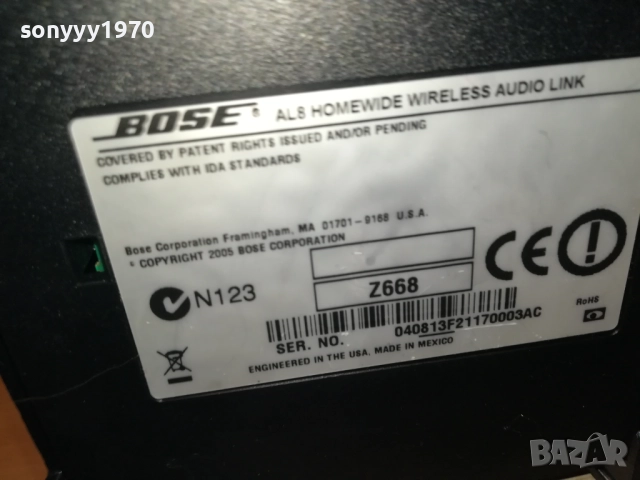 sonyyy1970
BOSE® AL8 HOMEWIDE WIRELESS AUDIO LINK
COVERED BY PATENT RIGHTS ISSUED AND/OR PENDING
COMPLIES WITH IDA STANDARDS
Bose Corporation Framingham, MA 01701-9168 U.S.A.
© COPYRIGHT 2005 BOSE CORPORATION
N123
Z668
CE
RoHS
SER. NO. 040813F21170003AC
ENGINEERED IN THE USA, MADE IN MEXICO
BAZAR